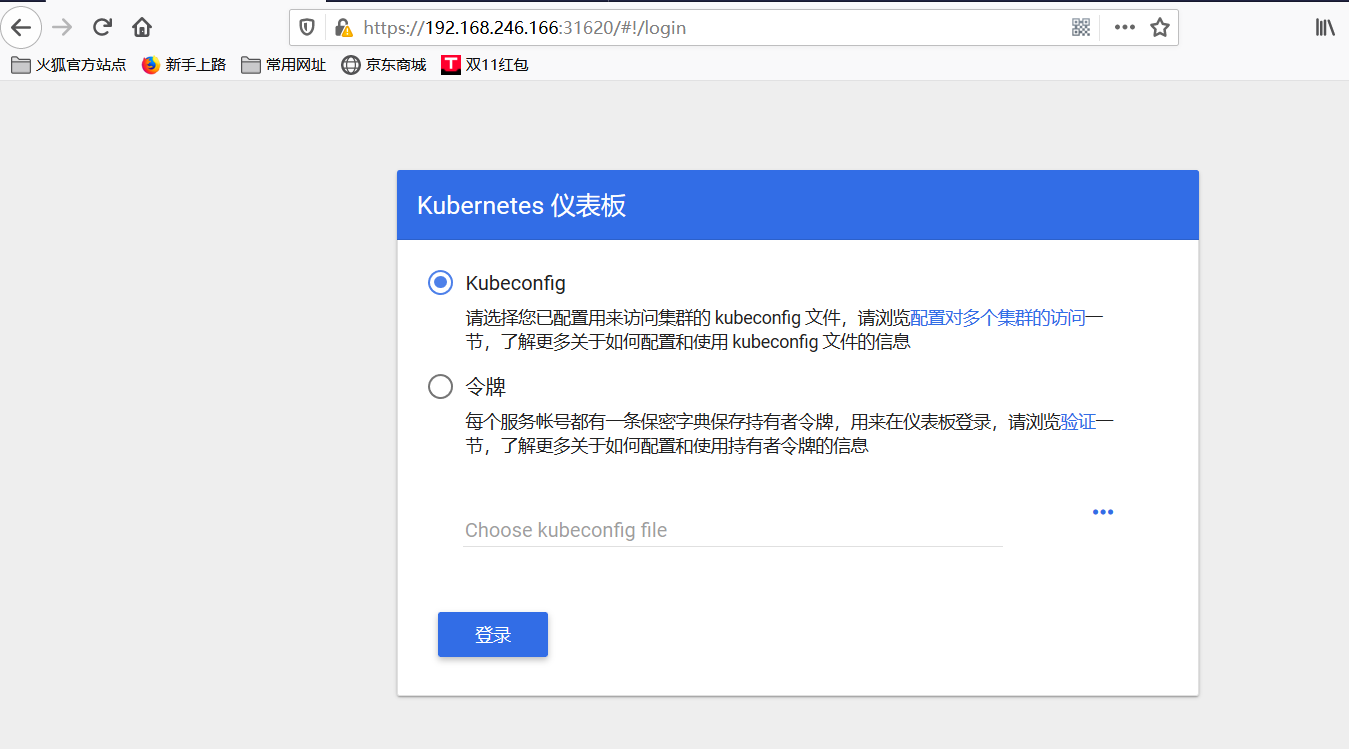 https://192.168.246.166:31620/#!/login
火狐官方站点 新手上路 常用网址 京东商城 T 双11红包
Kubernetes 仪表板
Kubeconfig
请选择您已配置用来访问集群的 kubeconfig 文件，请浏览配置对多个集群的访问一
节，了解更多关于如何配置和使用 kubeconfig 文件的信息
令牌
每个服务帐号都有一条保密字典保存持有者令牌，用来在仪表板登录，请浏览验证一
节，了解更多关于如何配置和使用持有者令牌的信息
Choose kubeconfig file
登录